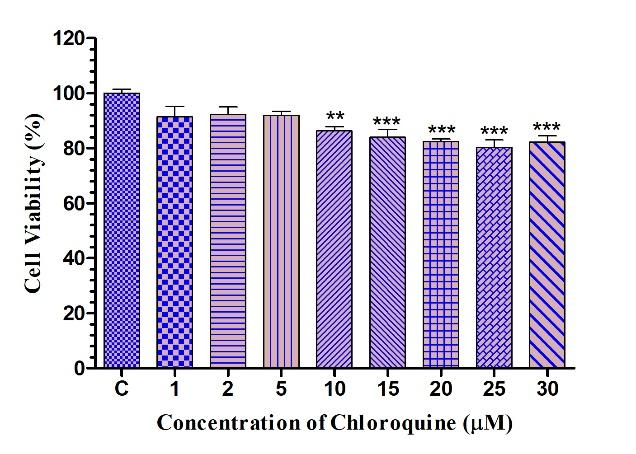 120
100
80
60
40
20
0
Cell Viability (%)
** *** *** *** ***
C 1 2 5 10 15 20 25 30
Concentration of Chloroquine (μM)